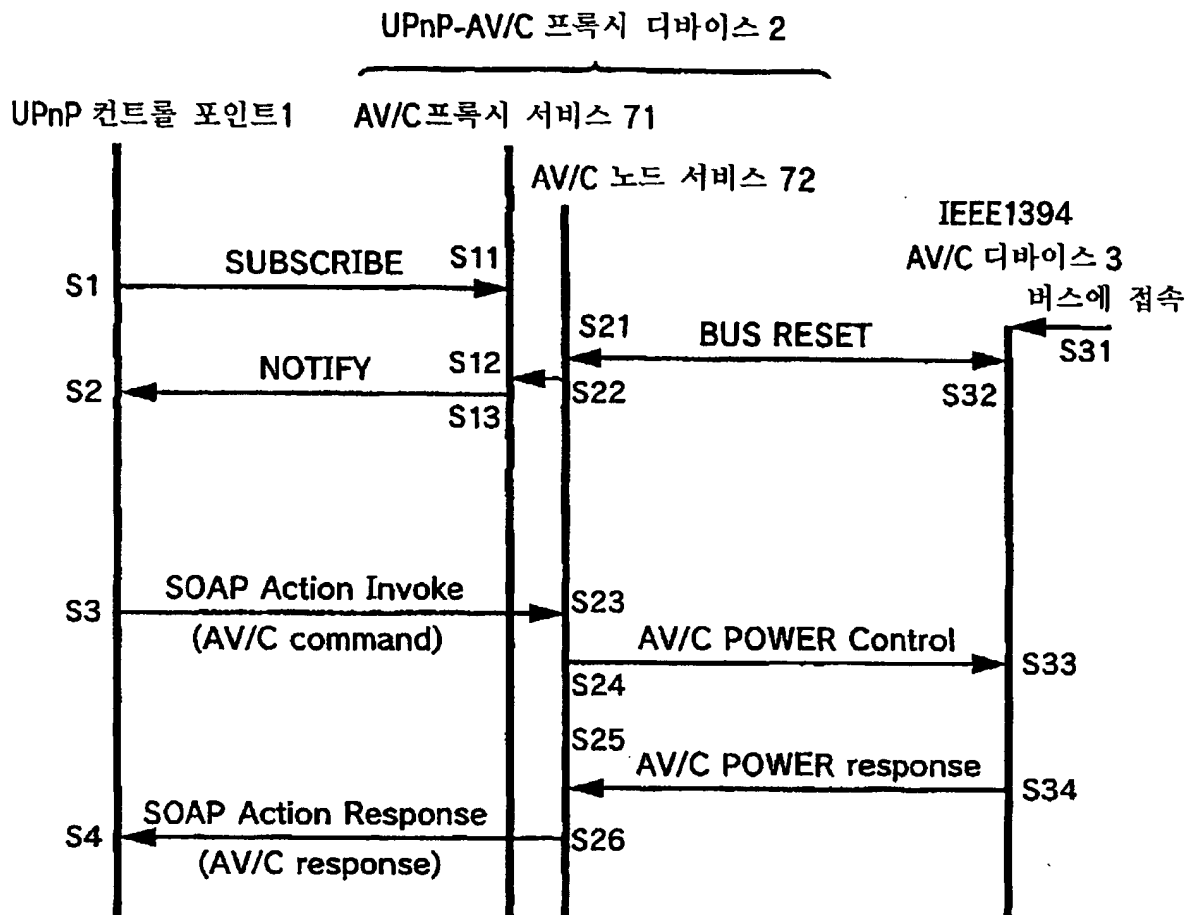 UPnP-AV/C 프록시 디바이스 2
UPnP 컨트롤 포인트1
AV/C프록시 서비스 71
AV/C 노드 서비스 72
IEEE1394
AV/C 디바이스 3
버스에 접속
S1
SUBSCRIBE
S11
S21
BUS RESET
S31
S2
NOTIFY
S12
S22
S32
S13
S3
SOAP Action Invoke
(AV/C command)
S23
AV/C POWER Control
S33
S24
S25
AV/C POWER response
S34
S4
SOAP Action Response
(AV/C response)
S26